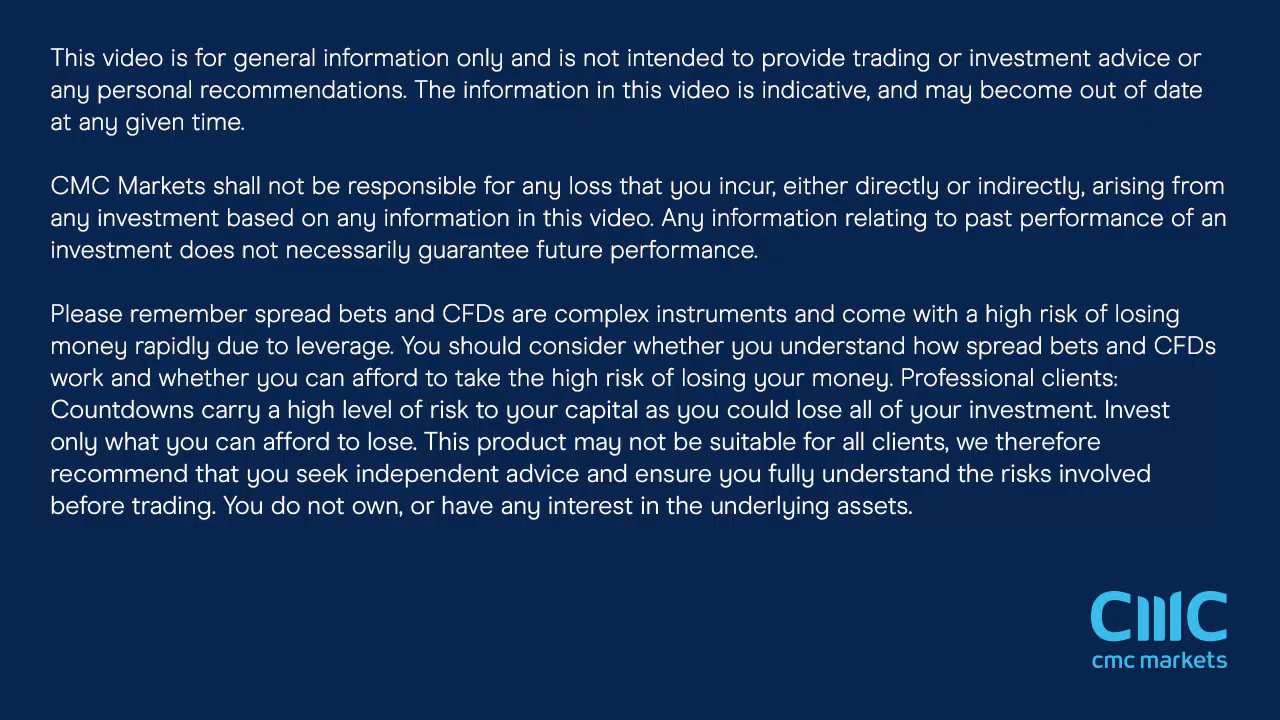 This video is for general information only and is not intended to provide trading or investment advice or
any personal recommendations. The information in this video is indicative, and may become out of date
at any given time.
CMC Markets shall not be responsible for any loss that you incur, either directly or indirectly, arising from
any investment based on any information in this video. Any information relating to past performance of an
investment does not necessarily guarantee future performance.
Please remember spread bets and CFDs are complex instruments and come with a high risk of losing
money rapidly due to leverage. You should consider whether you understand how spread bets and CFDs
work and whether you can afford to take the high risk of losing your money. Professional clients:
Countdowns carry a high level of risk to your capital as you could lose all of your investment. Invest
only what you can afford to lose. This product may not be suitable for all clients, we therefore
recommend that you seek independent advice and ensure you fully understand the risks involved
before trading. You do not own, or have any interest in the underlying assets.
CMC
cmc markets